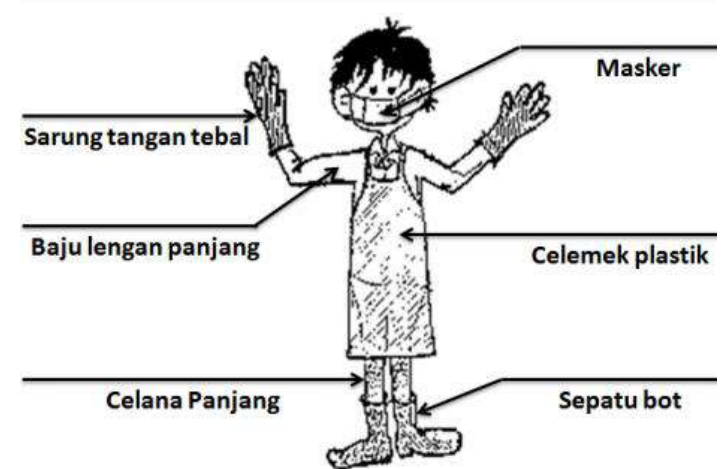 Masker
Sarung tangan tebal
Baju lengan panjang
Celemek plastik
Celana Panjang
Sepatu bot